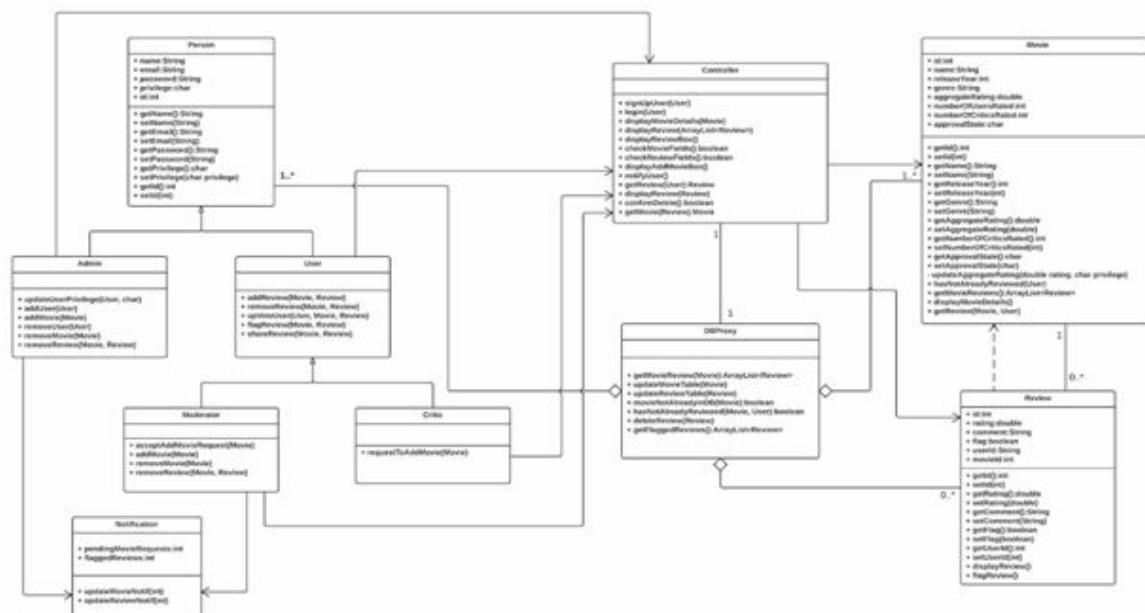 Person
+ name:String
+ email:String
+ password:String
+ privilege:char
+ id:int
+ getName():String
+ setName(String)
+ getEmail():String
+ setEmail(String)
+ getPassword():String
+ setPassword(String)
+ getPrivilege():char
+ setPrivilege(char privilege)
+ getId():int
+ setId(int)
1..*
Admin
+ updateUserPrivilege(User, char)
+ addUser(User)
+ addMovie(Movie)
+ removeUser(User)
+ removeMovie(Movie)
+ removeReview(Movie, Review)
User
+ addReview(Movie, Review)
+ removeReview(Movie, Review)
+ upVoteUser(User, Movie, Review)
+ flagReview(Movie, Review)
+ shareReview(Movie, Review)
Moderator
+ acceptAddMovieRequest(Movie)
+ addMovie(Movie)
+ removeMovie(Movie)
+ removeReview(Movie, Review)
Critic
+ requestToAddMovie(Movie)
Notification
+ pendingMovieRequests:int
+ flaggedReviews:int
+ updateMovieNotif(int)
+ updateReviewNotif(int)
Controller
+ signUpUser(User)
+ login(User)
+ displayMovieDetails(Movie)
+ displayReview(ArrayList<Review>)
+ displayReviewBox()
+ checkMovieFields():boolean
+ checkReviewFields():boolean
+ displayAddMovieBox()
+ notifyUser()
+ getReview(User):Review
+ displayReview(Review)
+ confirmDelete():boolean
+ getMovie(Review):Movie
1
1
DBProxy
+ getMovieReview(Movie):ArrayList<Review>
+ updateMovieTable(Movie)
+ updateReviewTable(Review)
+ movieNotAlreadyInDB(Movie):boolean
+ hasNotAlreadyReviewed(Movie, User):boolean
+ deleteReview(Review)
+ getFlaggedReviews():ArrayList<Review>
Movie
+ id:int
+ name:String
+ releaseYear:int
+ genre:String
+ aggregateRating:double
+ numberOfUsersRated:int
+ numberOfCriticsRated:int
+ approvalState:char
+ getId():int
+ setId(int)
+ getName():String
+ setName(String)
+ getReleaseYear():int
+ setReleaseYear(int)
+ getGenre():String
+ setGenre(String)
+ getAggregateRating():double
+ setAggregateRating(double)
+ getNumberOfCriticsRated():int
+ setNumberOfCriticsRated(int)
+ getApprovalState():char
+ setApprovalState(char)
- updateAggregateRating(double rating, char privilege)
+ hasNotAlreadyReviewed(User)
+ getMovieReviews():ArrayList<Review>
+ displayMovieDetails()
+ getReview(Movie, User)
1..*
1
0..*
Review
+ id:int
+ rating:double
+ comment:String
+ flag:boolean
+ userId:String
+ movieId:int
+ getId():int
+ setId(int)
+ getRating():double
+ setRating(double)
+ getComment():String
+ setComment(String)
+ getFlag():boolean
+ setFlag(boolean)
+ getUserId():int
+ setUserId(int)
+ displayReview()
+ flagReview()
0..*